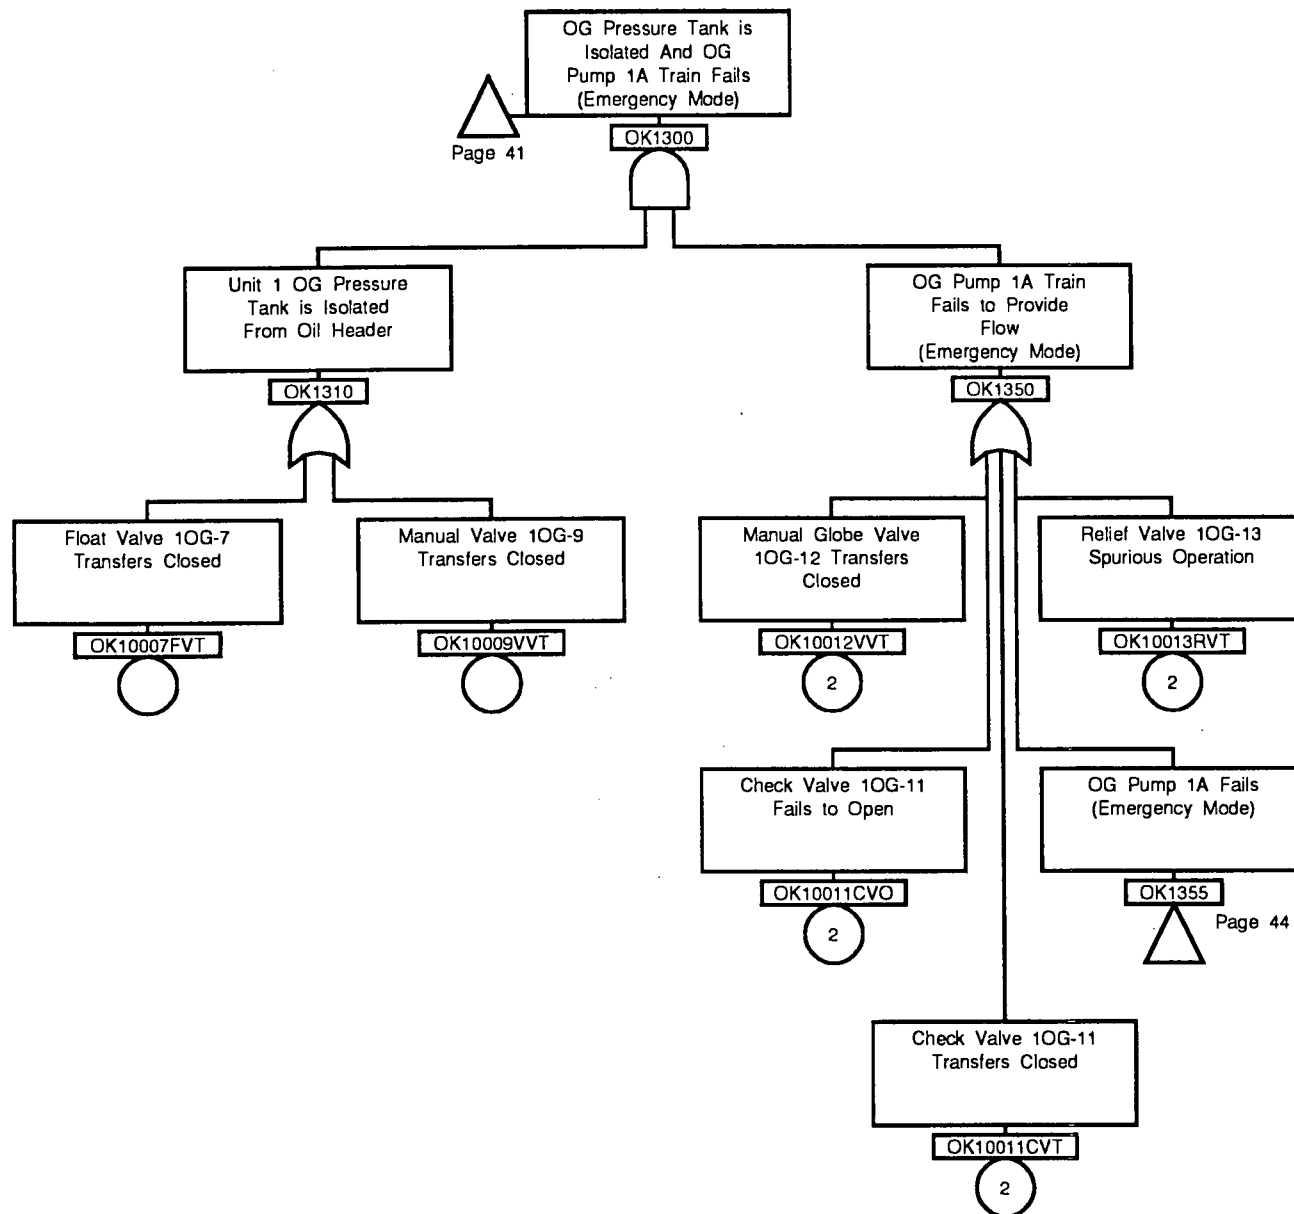 OG Pressure Tank is
Isolated And OG
Pump 1A Train Fails
(Emergency Mode)
Page 41
OK1300
Unit 1 OG Pressure
Tank is Isolated
From Oil Header
OK1310
OG Pump 1A Train
Fails to Provide
Flow
(Emergency Mode)
OK1350
Float Valve 1OG-7
Transfers Closed
OK10007FVT
Manual Valve 1OG-9
Transfers Closed
OK10009VVT
Manual Globe Valve
1OG-12 Transfers
Closed
OK10012VVT
2
Relief Valve 1OG-13
Spurious Operation
OK10013RVT
2
Check Valve 1OG-11
Fails to Open
OK10011CVO
2
OG Pump 1A Fails
(Emergency Mode)
OK1355
Page 44
Check Valve 1OG-11
Transfers Closed
OK10011CVT
2